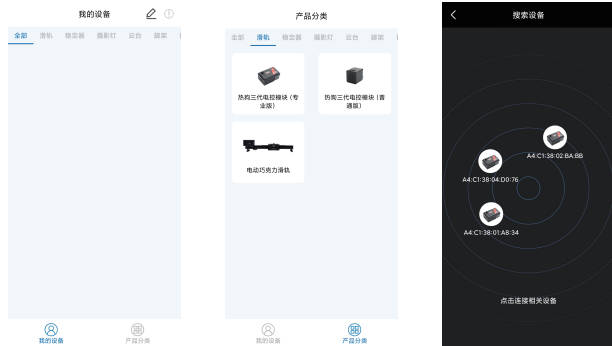 我的设备
全部 滑轨 稳定器 摄影灯 云台 脚架
我的设备
产品分类
产品分类
全部 滑轨 稳定器 摄影灯 云台 脚架
热狗三代电控模块（专
业版）
热狗三代电控模块（普
通版）
电动巧克力滑轨
我的设备
产品分类
搜索设备
A4:C1:38:02:BA:BB
A4:C1:38:04:D0:76
A4:C1:38:01:A8:34
点击连接相关设备